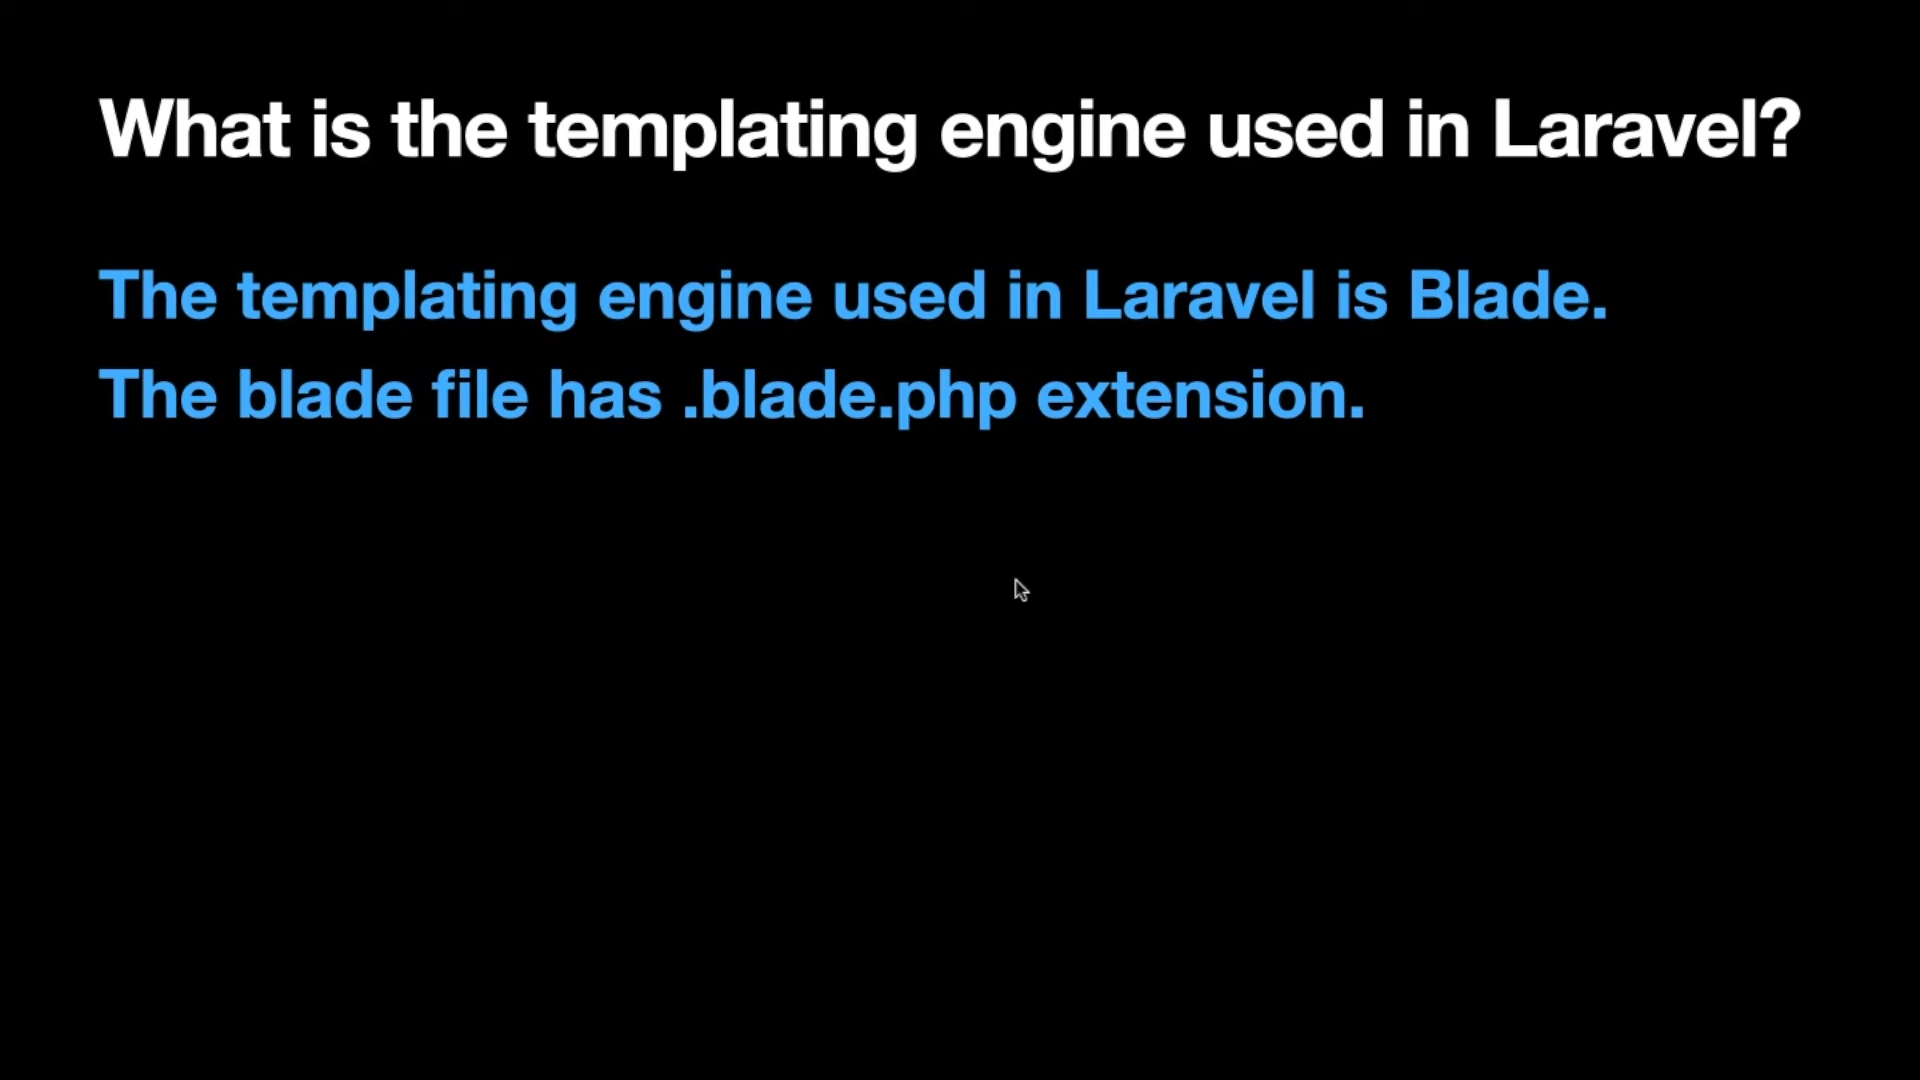 What is the templating engine used in Laravel?
The templating engine used in Laravel is Blade.
The blade file has .blade.php extension.